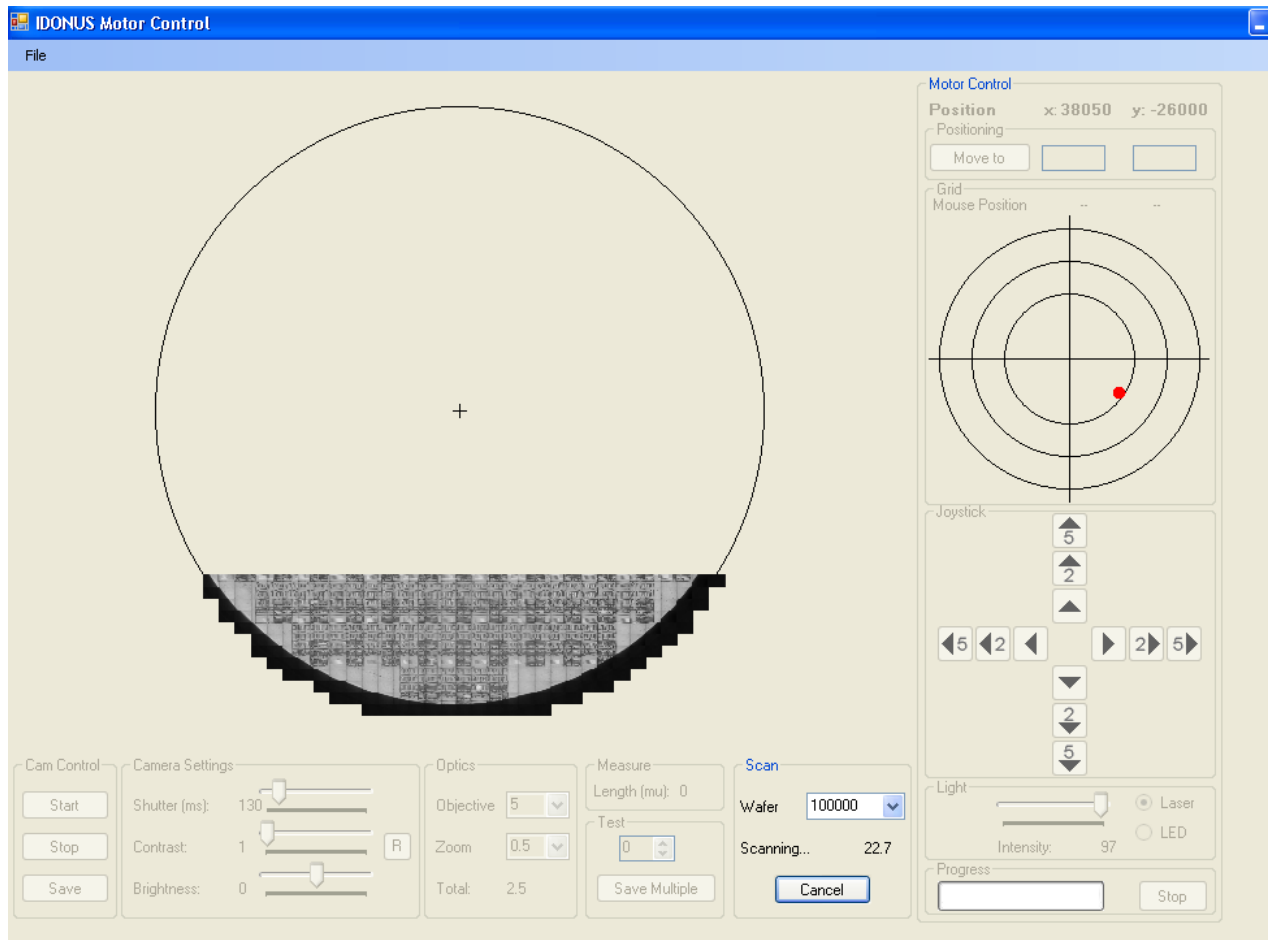 IDONUS Motor Control
File
Motor Control
Position x: 38050 y: -26000
Positioning
Move to
Grid
Mouse Position -- --
Joystick
5
2
5 2 2 5
2
5
Cam Control
Start
Stop
Save
Camera Settings
Shutter (ms): 130
Contrast: 1 R
Brightness: 0
Optics
Objective 5
Zoom 0.5
Total: 2.5
Measure
Length (mu): 0
Test
0
Save Multiple
Scan
Wafer 100000
Scanning... 22.7
Cancel
Light
Laser
LED
Intensity: 97
Progress
Stop